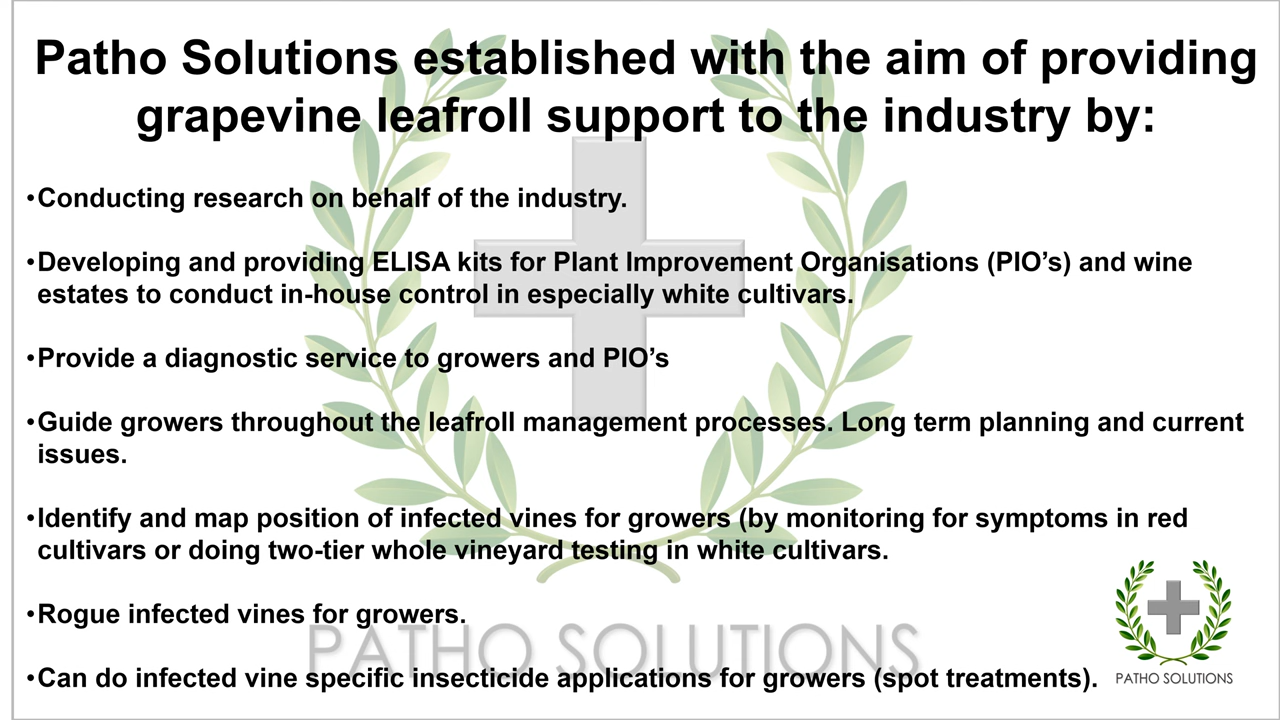 Patho Solutions established with the aim of providing
grapevine leafroll support to the industry by:
•Conducting research on behalf of the industry.
•Developing and providing ELISA kits for Plant Improvement Organisations (PIO’s) and wine
estates to conduct in-house control in especially white cultivars.
•Provide a diagnostic service to growers and PIO’s
•Guide growers throughout the leafroll management processes. Long term planning and current
issues.
•Identify and map position of infected vines for growers (by monitoring for symptoms in red
cultivars or doing two-tier whole vineyard testing in white cultivars.
•Rogue infected vines for growers.
PATHO SOLUTIONS
•Can do infected vine specific insecticide applications for growers (spot treatments).
PATHO SOLUTIONS